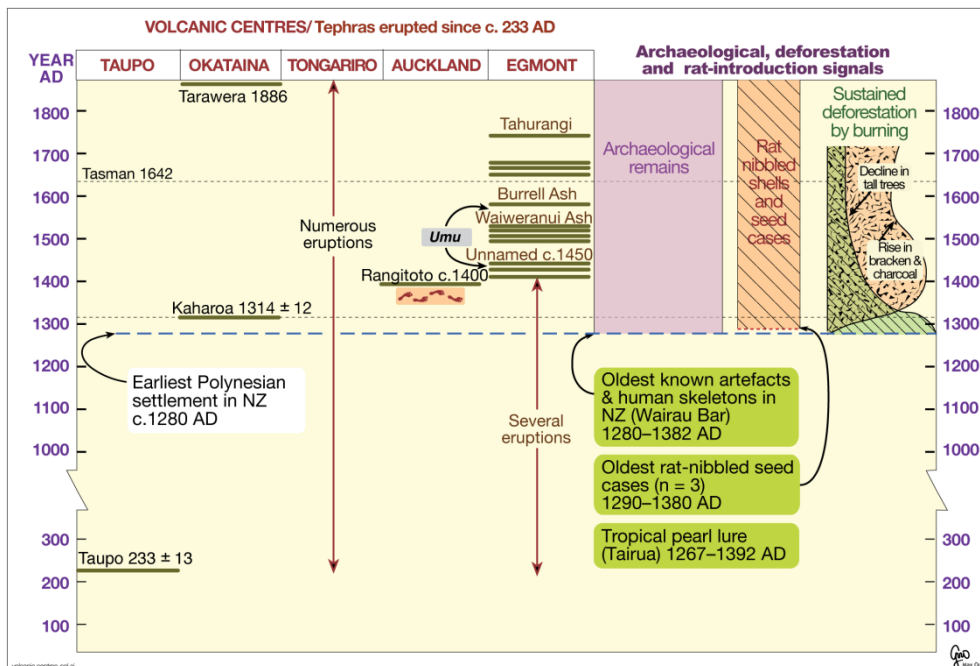 VOLCANIC CENTRES/ Tephras erupted since c. 233 AD
YEAR
AD
TAUPO
OKATAINA
TONGARIRO
AUCKLAND
EGMONT
Archaeological, deforestation
and rat-introduction signals
1800
1700
1600
1500
1400
1300
1200
1100
1000
300
200
100
Tarawera 1886
Tasman 1642
Numerous
eruptions
Kaharoa 1314 ± 12
Rangitoto c.1400
Umu
Tahurangi
Burrell Ash
Waiweranui Ash
Unnamed c.1450
Several
eruptions
Earliest Polynesian
settlement in NZ
c.1280 AD
Taupo 233 ± 13
Archaeological
remains
Rat
nibbled
shells
and
seed
cases
Sustained
deforestation
by burning
Decline in
tall trees
Rise in
bracken &
charcoal
Oldest known artefacts
& human skeletons in
NZ (Wairau Bar)
1280–1382 AD
Oldest rat-nibbled seed
cases (n = 3)
1290–1380 AD
Tropical pearl lure
(Tairua) 1267–1392 AD
1800
1700
1600
1500
1400
1300
1200
1100
1000
300
200
100